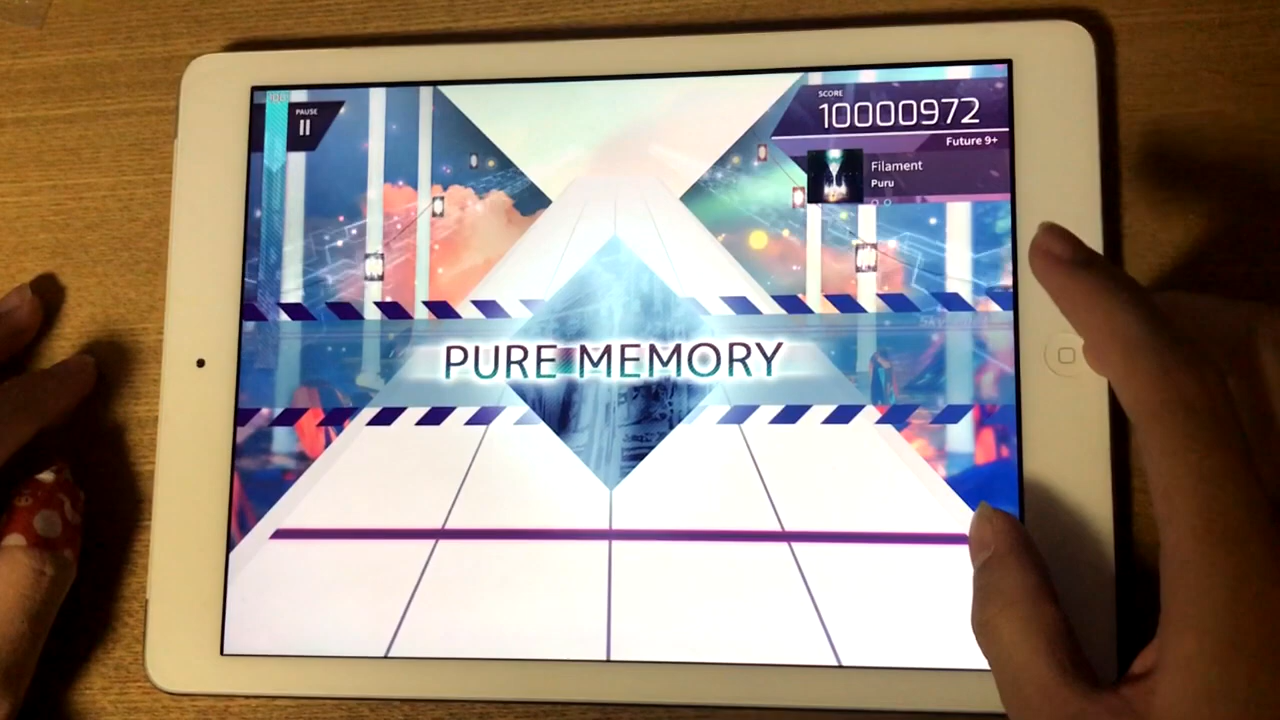 PAUSE
SCORE
10000972
Future 9+
Filament
Puru
PURE MEMORY